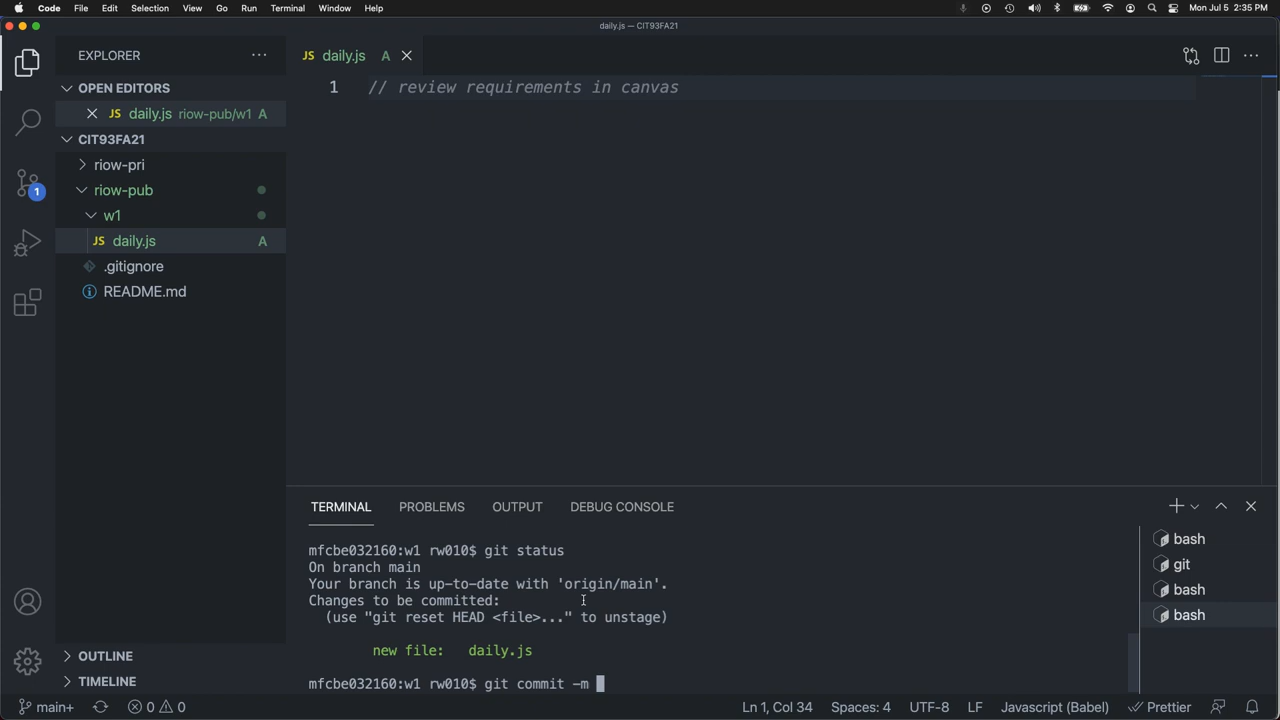 Code File Edit Selection View Go Run Terminal Window Help Mon Jul 5 2:35 PM
daily.js — CIT93FA21
EXPLORER
JS daily.js A
OPEN EDITORS
JS daily.js riow-pub/w1 A
CIT93FA21
riow-pri
riow-pub
w1
JS daily.js A
.gitignore
README.md
1
1 // review requirements in canvas
TERMINAL PROBLEMS OUTPUT DEBUG CONSOLE
mfcbe032160:w1 rw010$ git status
On branch main
Your branch is up-to-date with 'origin/main'.
Changes to be committed:
(use "git reset HEAD <file>..." to unstage)
new file: daily.js
mfcbe032160:w1 rw010$ git commit -m
bash
git
bash
bash
OUTLINE
TIMELINE
main+ 0 0 Ln 1, Col 34 Spaces: 4 UTF-8 LF Javascript (Babel) Prettier